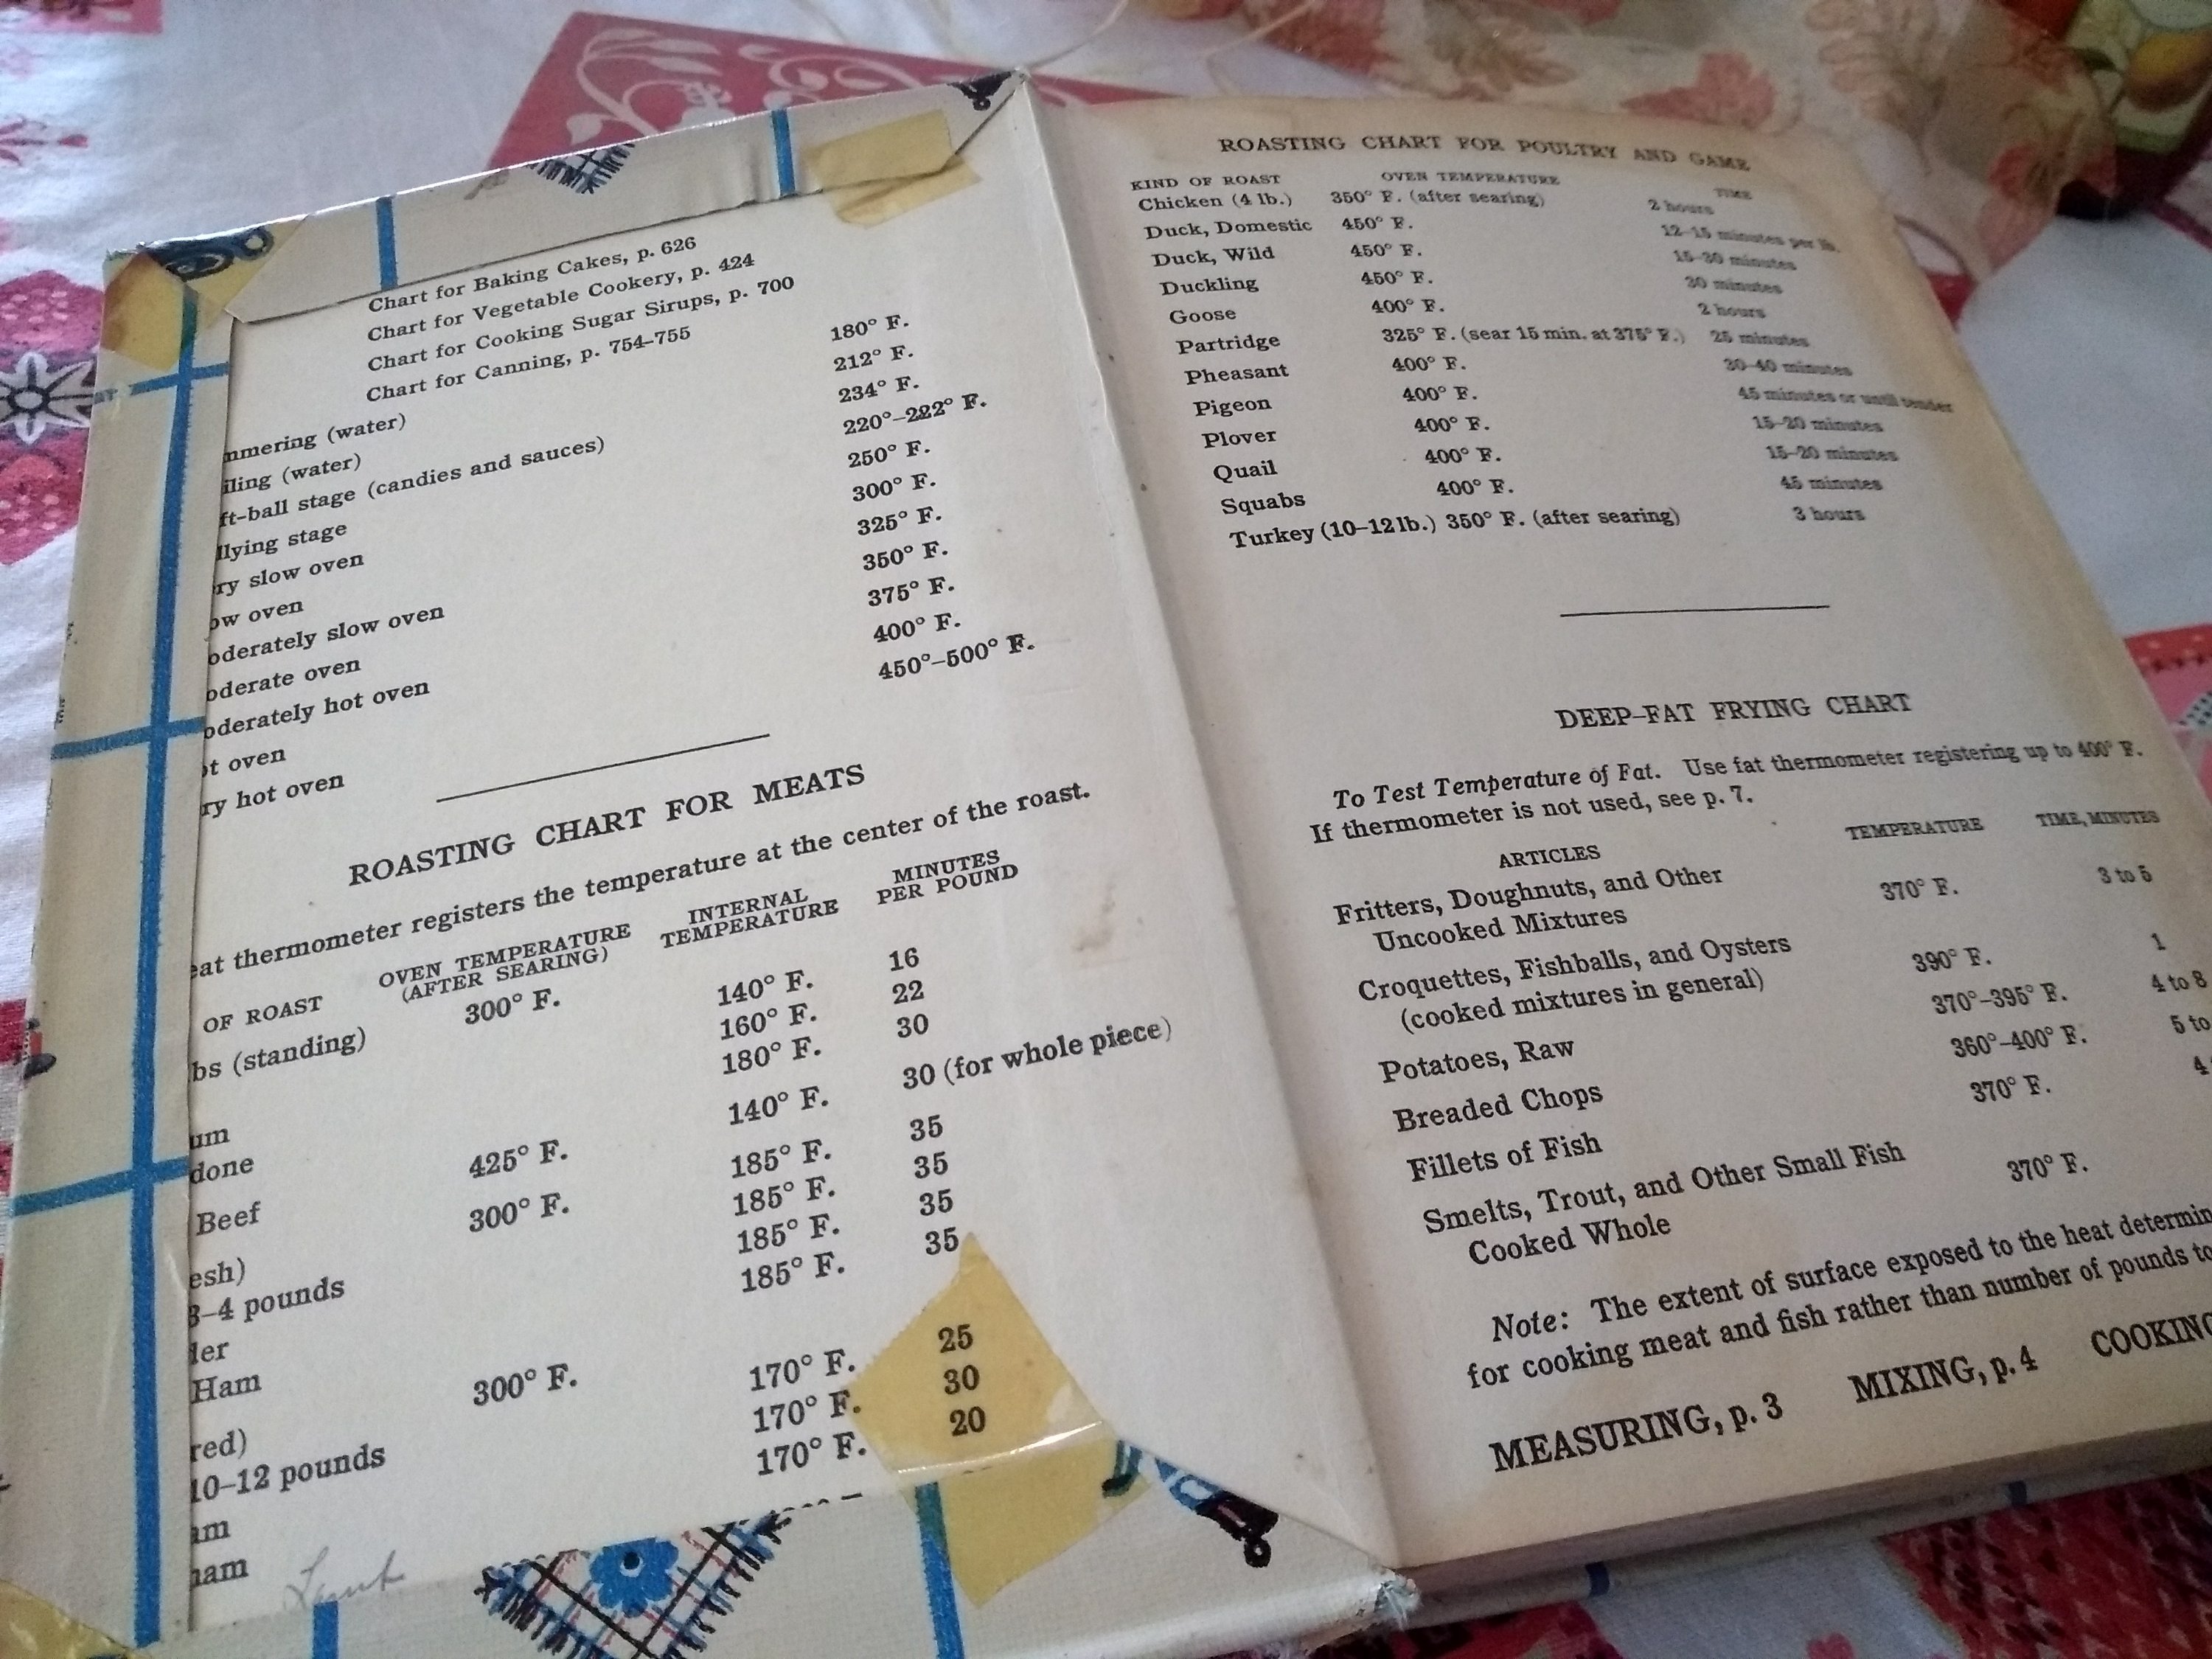 Chart for Baking Cakes, p. 626
Chart for Vegetable Cookery, p. 424
Chart for Cooking Sugar Sirups, p. 700
Chart for Canning, p. 754–755
mmering (water) 180° F.
iling (water) 212° F.
ft-ball stage (candies and sauces) 234° F.
llying stage 220°–222° F.
ry slow oven 250° F.
ow oven 300° F.
oderately slow oven 325° F.
oderate oven 350° F.
oderately hot oven 375° F.
ot oven 400° F.
ry hot oven 450°–500° F.
ROASTING CHART FOR MEATS
eat thermometer registers the temperature at the center of the roast.
OF ROAST OVEN TEMPERATURE (AFTER SEARING) INTERNAL TEMPERATURE MINUTES PER POUND
bs (standing) 300° F.
140° F. 16
um 160° F. 22
done 180° F. 30
Beef 425° F. 140° F. 30 (for whole piece)
esh) 300° F.
3–4 pounds 185° F. 35
ler 185° F. 35
Ham 185° F. 35
185° F. 35
red) 300° F.
10–12 pounds 170° F. 25
am 170° F. 30
ham 170° F. 20
Lamb
ROASTING CHART FOR POULTRY AND GAME
KIND OF ROAST OVEN TEMPERATURE TIME
Chicken (4 lb.) 350° F. (after searing) 2 hours
Duck, Domestic 450° F. 12–15 minutes per lb.
Duck, Wild 450° F. 15–30 minutes
Duckling 450° F. 30 minutes
Goose 400° F. 2 hours
Partridge 325° F. (sear 15 min. at 375° F.) 25 minutes
Pheasant 400° F. 30–40 minutes
Pigeon 400° F. 45 minutes or until tender
Plover 400° F. 15–20 minutes
Quail 400° F. 15–20 minutes
Squabs 400° F. 45 minutes
Turkey (10–12 lb.) 350° F. (after searing) 3 hours
DEEP–FAT FRYING CHART
To Test Temperature of Fat. Use fat thermometer registering up to 400° F.
If thermometer is not used, see p. 7.
ARTICLES TEMPERATURE TIME, MINUTES
Fritters, Doughnuts, and Other
Uncooked Mixtures 370° F. 3 to 5
Croquettes, Fishballs, and Oysters
(cooked mixtures in general) 390° F. 1
Potatoes, Raw 370°–395° F. 4 to 8
Breaded Chops 360°–400° F. 5 to
Fillets of Fish 370° F. 4
Smelts, Trout, and Other Small Fish
Cooked Whole 370° F.
Note: The extent of surface exposed to the heat determin
for cooking meat and fish rather than number of pounds to
MEASURING, p. 3 MIXING, p. 4 COOKING